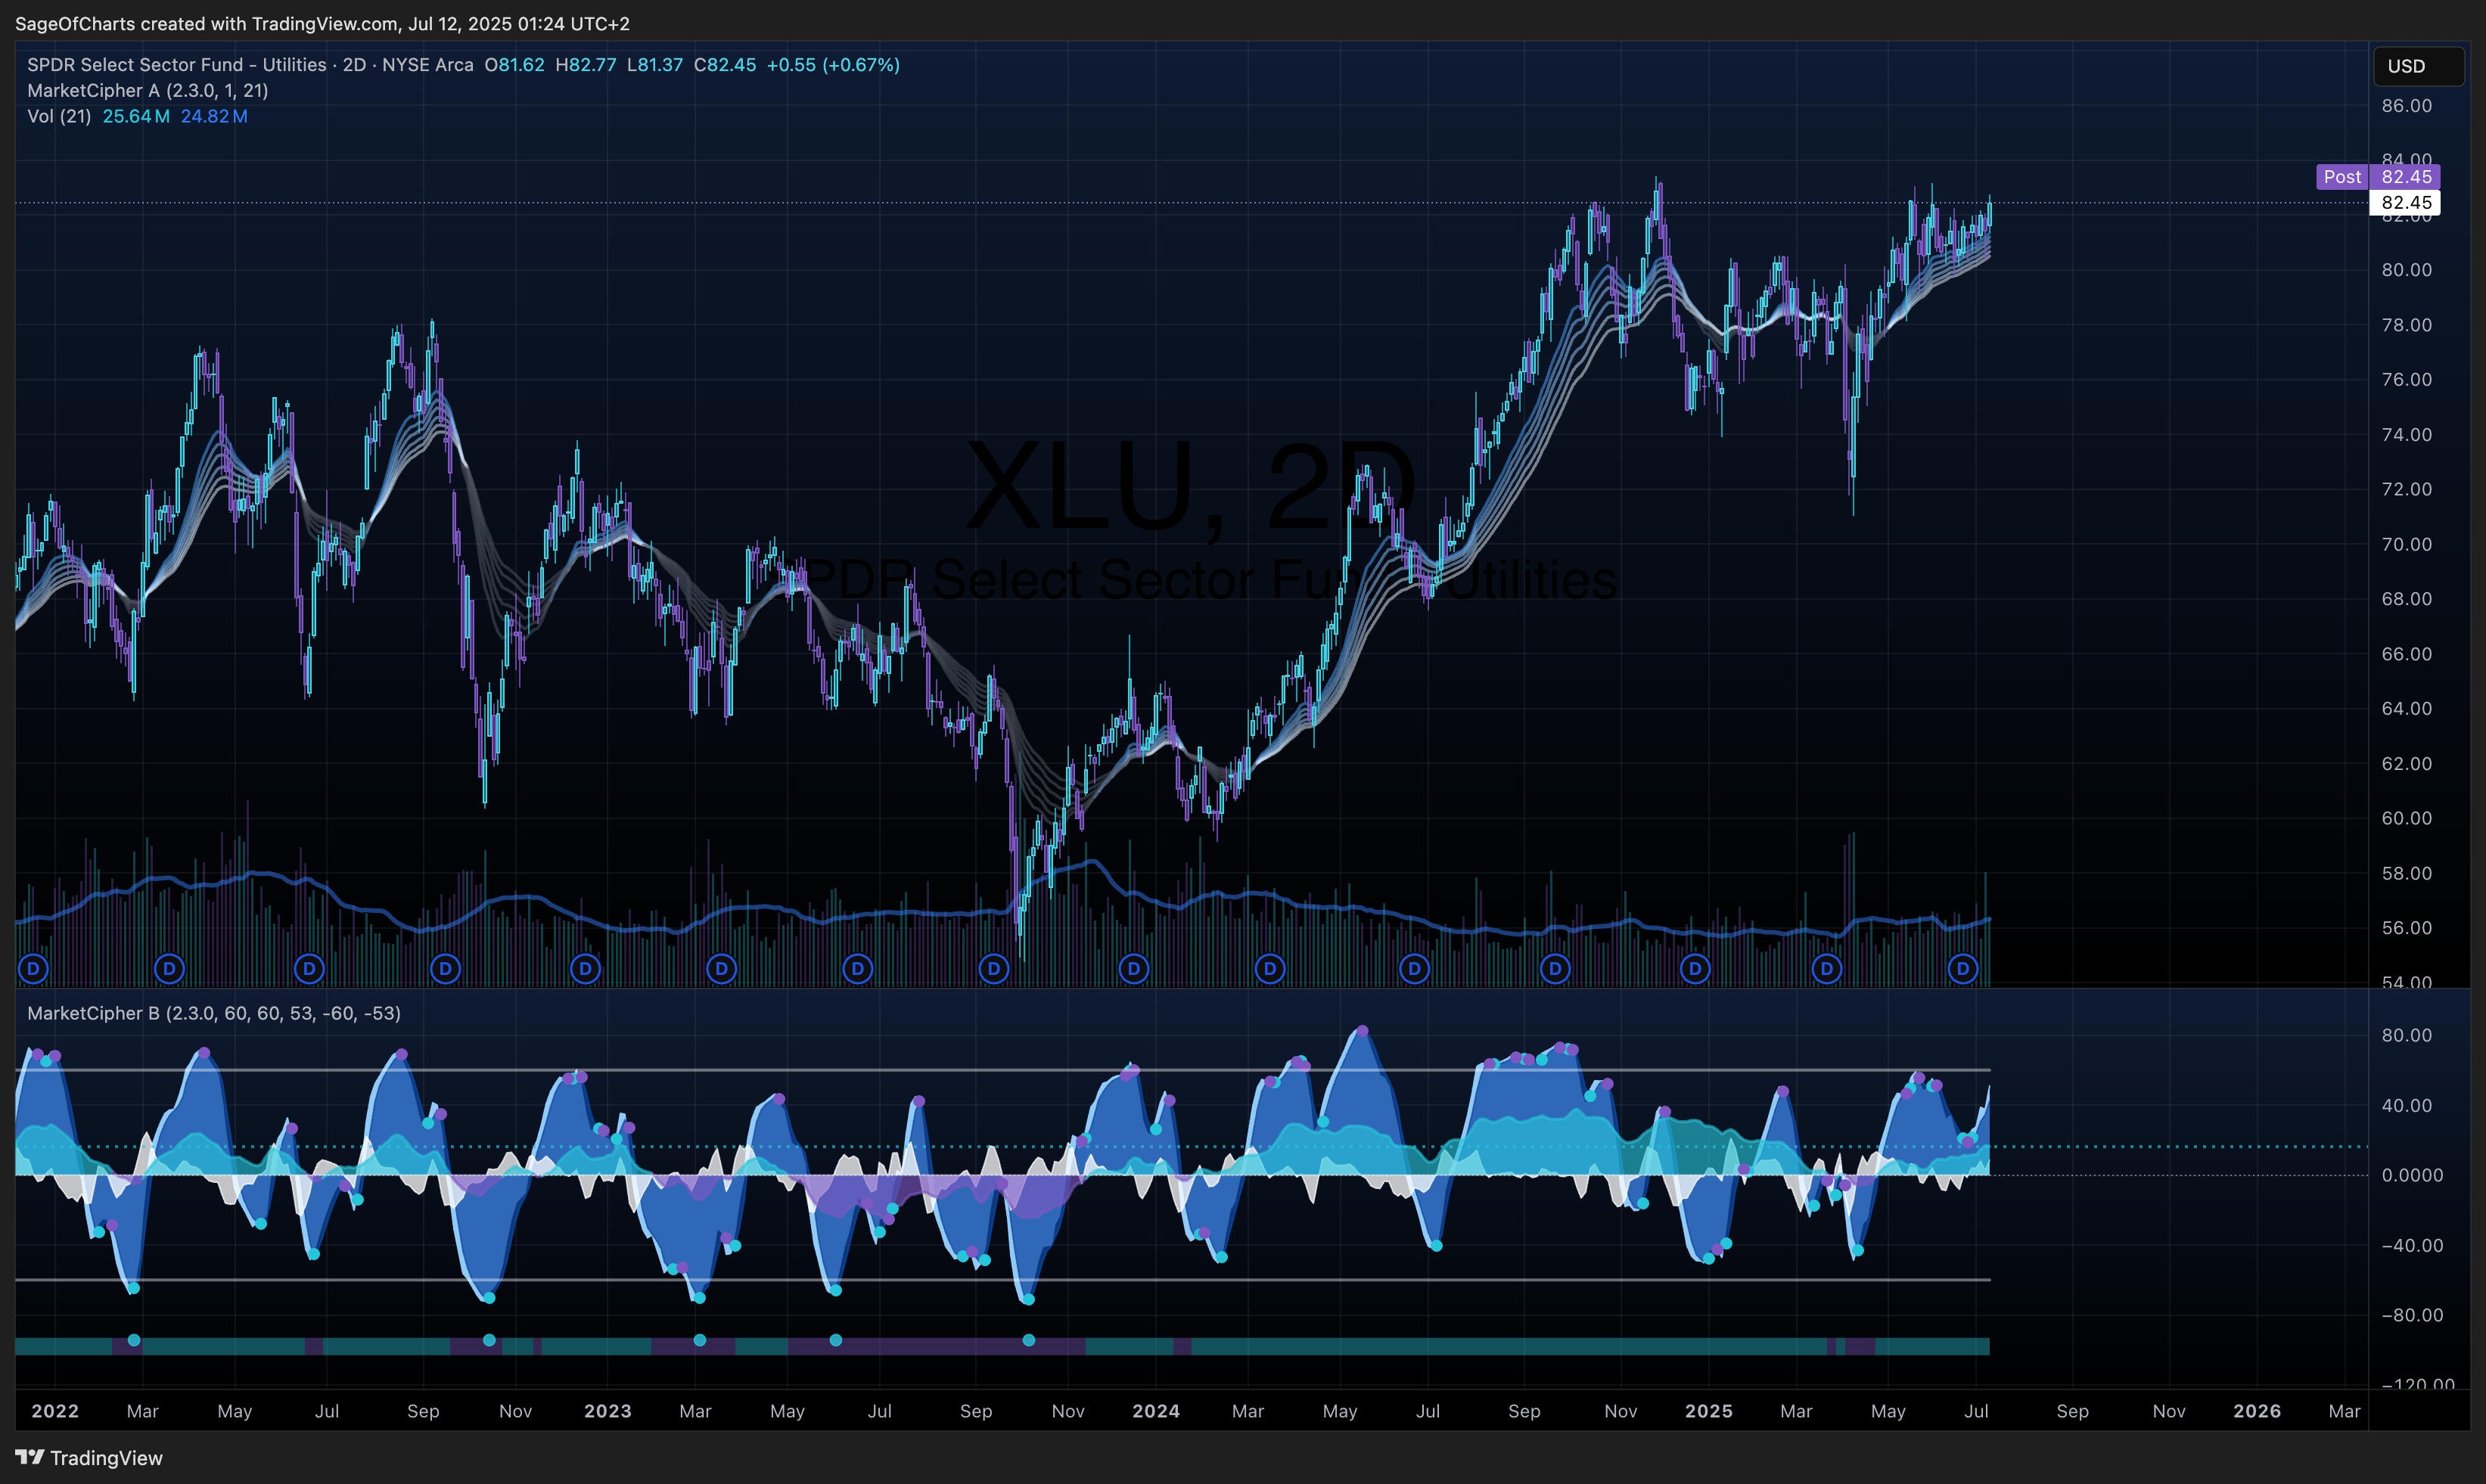 SageOfCharts created with TradingView.com, Jul 12, 2025 01:24 UTC+2
SPDR Select Sector Fund - Utilities · 2D · NYSE Arca O81.62 H82.77 L81.37 C82.45 +0.55 (+0.67%)
MarketCipher A (2.3.0, 1, 21)
Vol (21) 25.64M 24.82M
USD
86.00
84.00
Post 82.45
82.45
82.00
80.00
78.00
76.00
74.00
72.00
70.00
68.00
66.00
64.00
62.00
60.00
58.00
56.00
54.00
XLU, 2D
SPDR Select Sector Fund - Utilities
D D D D D D D D D D D D D D D
MarketCipher B (2.3.0, 60, 60, 53, -60, -53)
80.00
40.00
0.0000
−40.00
−80.00
−120.00
2022 Mar May Jul Sep Nov 2023 Mar May Jul Sep Nov 2024 Mar May Jul Sep Nov 2025 Mar May Jul Sep Nov 2026 Mar
TradingView